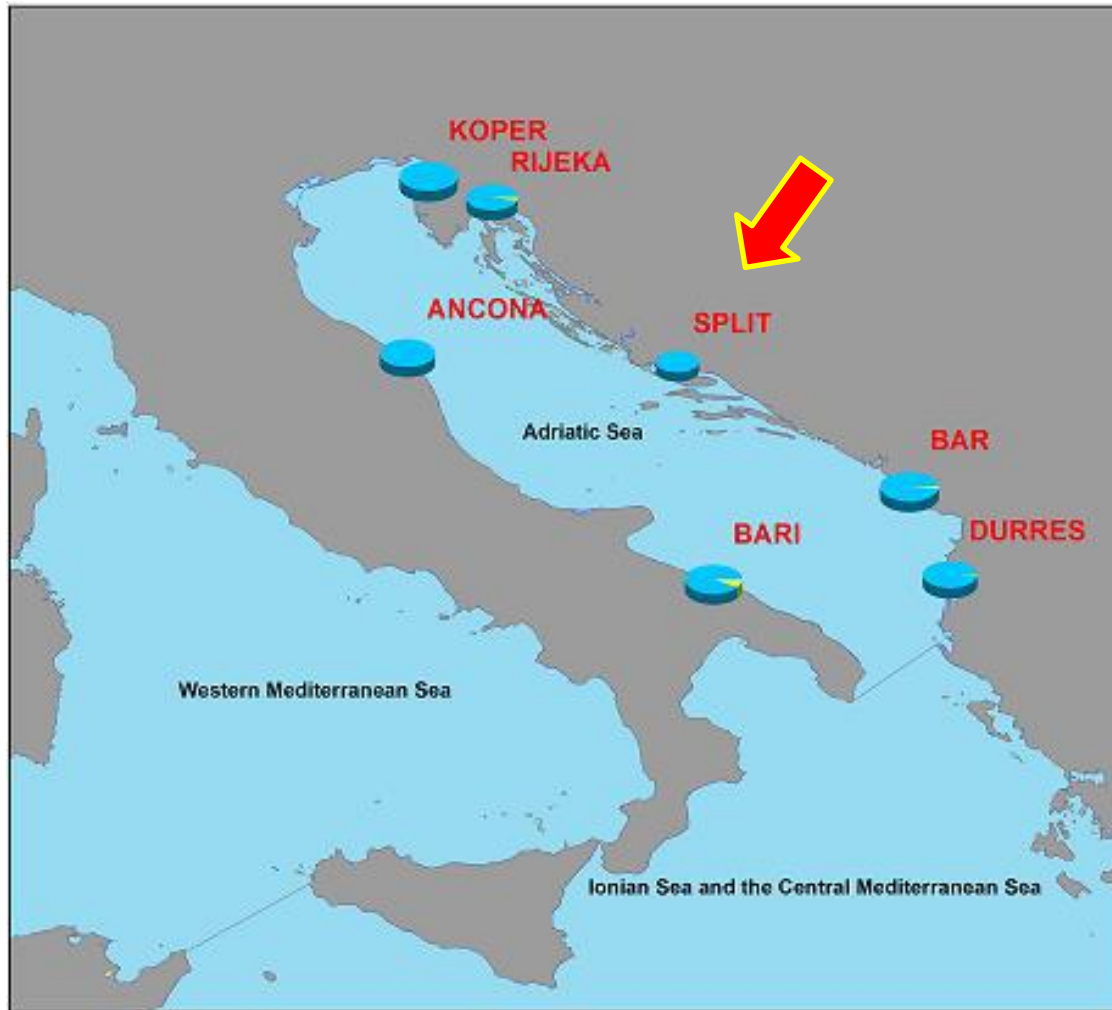 KOPER
RIJEKA
ANCONA
SPLIT
Adriatic Sea
BAR
BARI
DURRES
Western Mediterranean Sea
Ionian Sea and the Central Mediterranean Sea